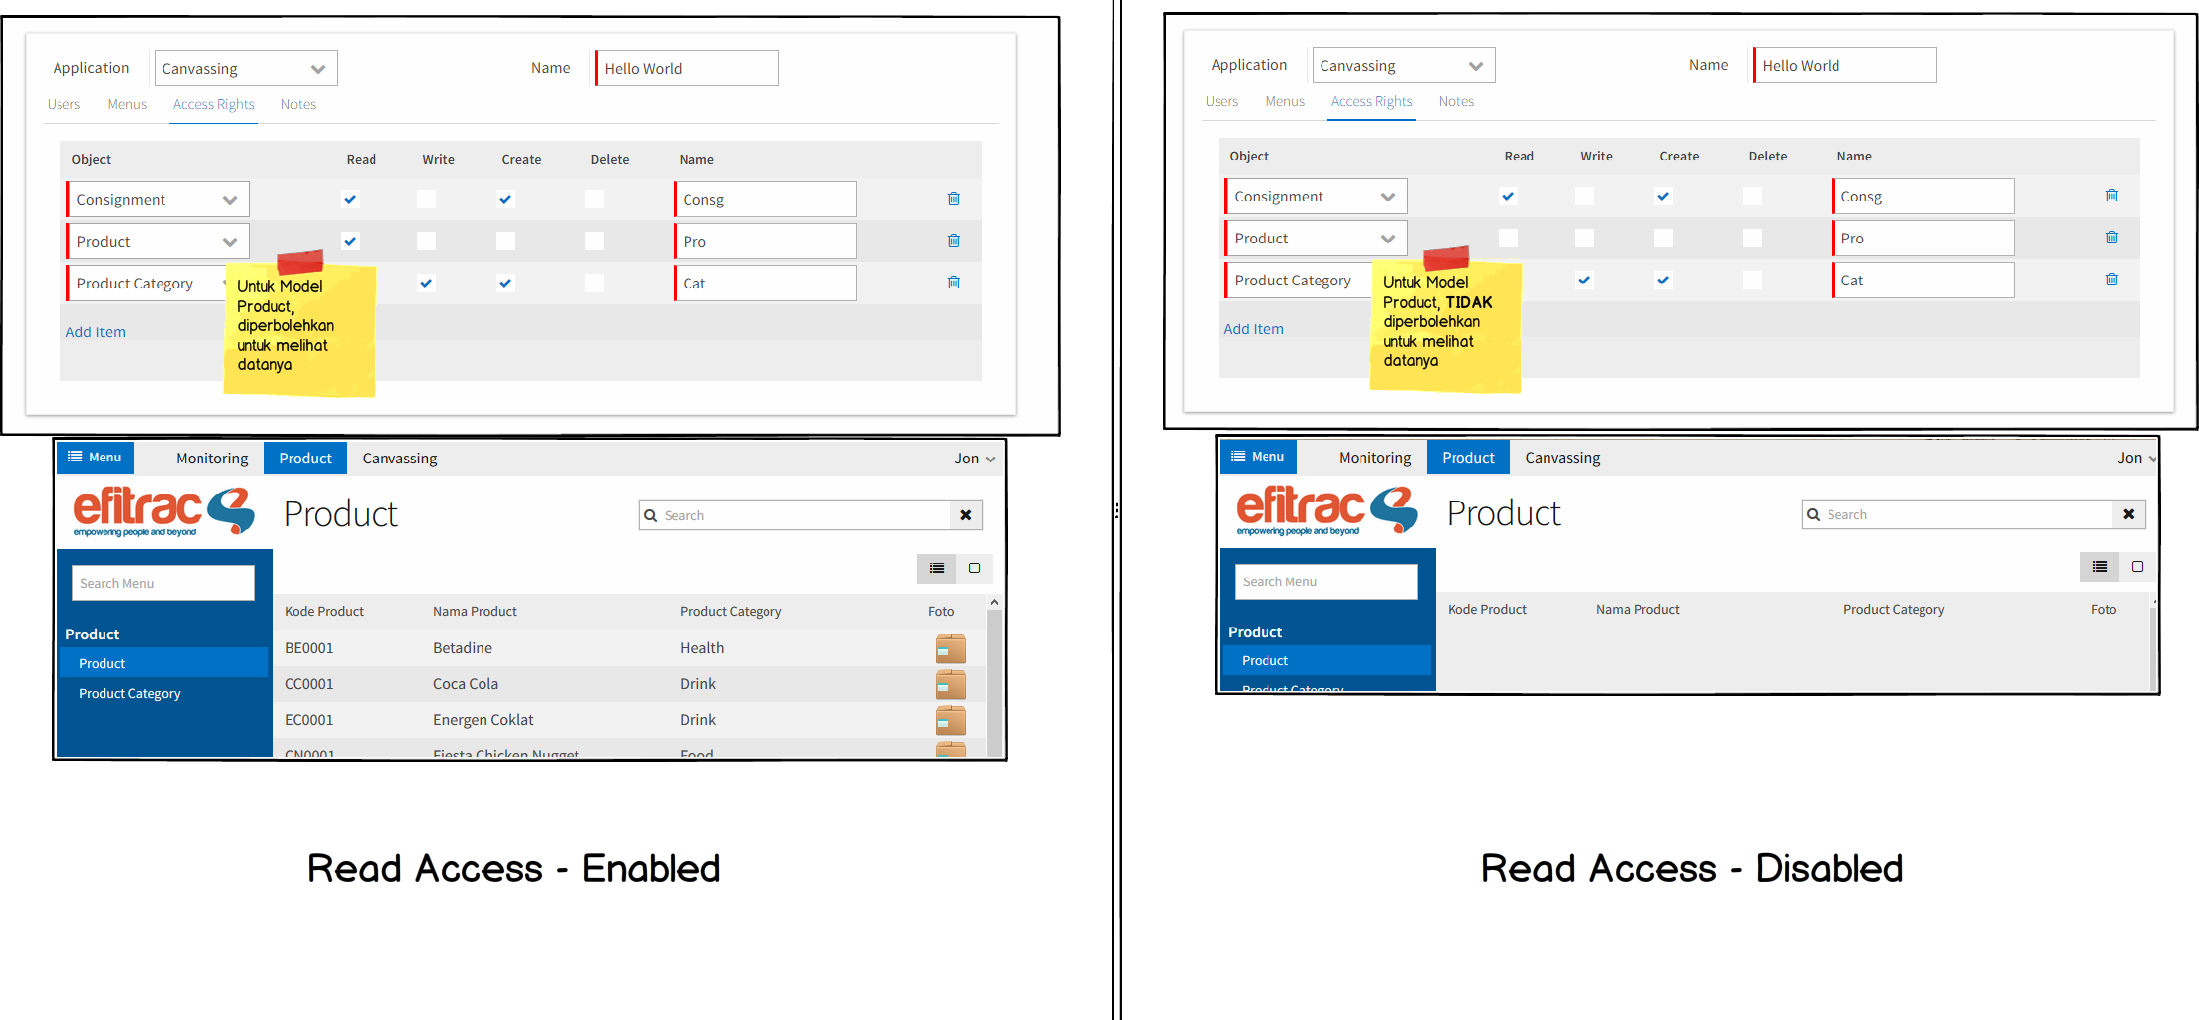 Application
Canvassing
Name
Hello World
Users
Menus
Access Rights
Notes
Object
Read
Write
Create
Delete
Name
Consignment
Consg
Product
Pro
Product Category
Cat
Untuk Model
Product,
diperbolehkan
untuk melihat
datanya
Add Item
Menu
Monitoring
Product
Canvassing
Jon
efitrac
empowering people and beyond
Product
Search
Search Menu
Product
Product
Product Category
Kode Product
Nama Product
Product Category
Foto
BE0001
Betadine
Health
CC0001
Coca Cola
Drink
EC0001
Energen Coklat
Drink
CN0001
Fiesta Chicken Nugget
Food
Read Access - Enabled
Application
Canvassing
Name
Hello World
Users
Menus
Access Rights
Notes
Object
Read
Write
Create
Delete
Name
Consignment
Consg
Product
Pro
Product Category
Cat
Untuk Model
Product, TIDAK
diperbolehkan
untuk melihat
datanya
Add Item
Menu
Monitoring
Product
Canvassing
Jon
efitrac
empowering people and beyond
Product
Search
Search Menu
Product
Product
Product Category
Kode Product
Nama Product
Product Category
Foto
Read Access - Disabled